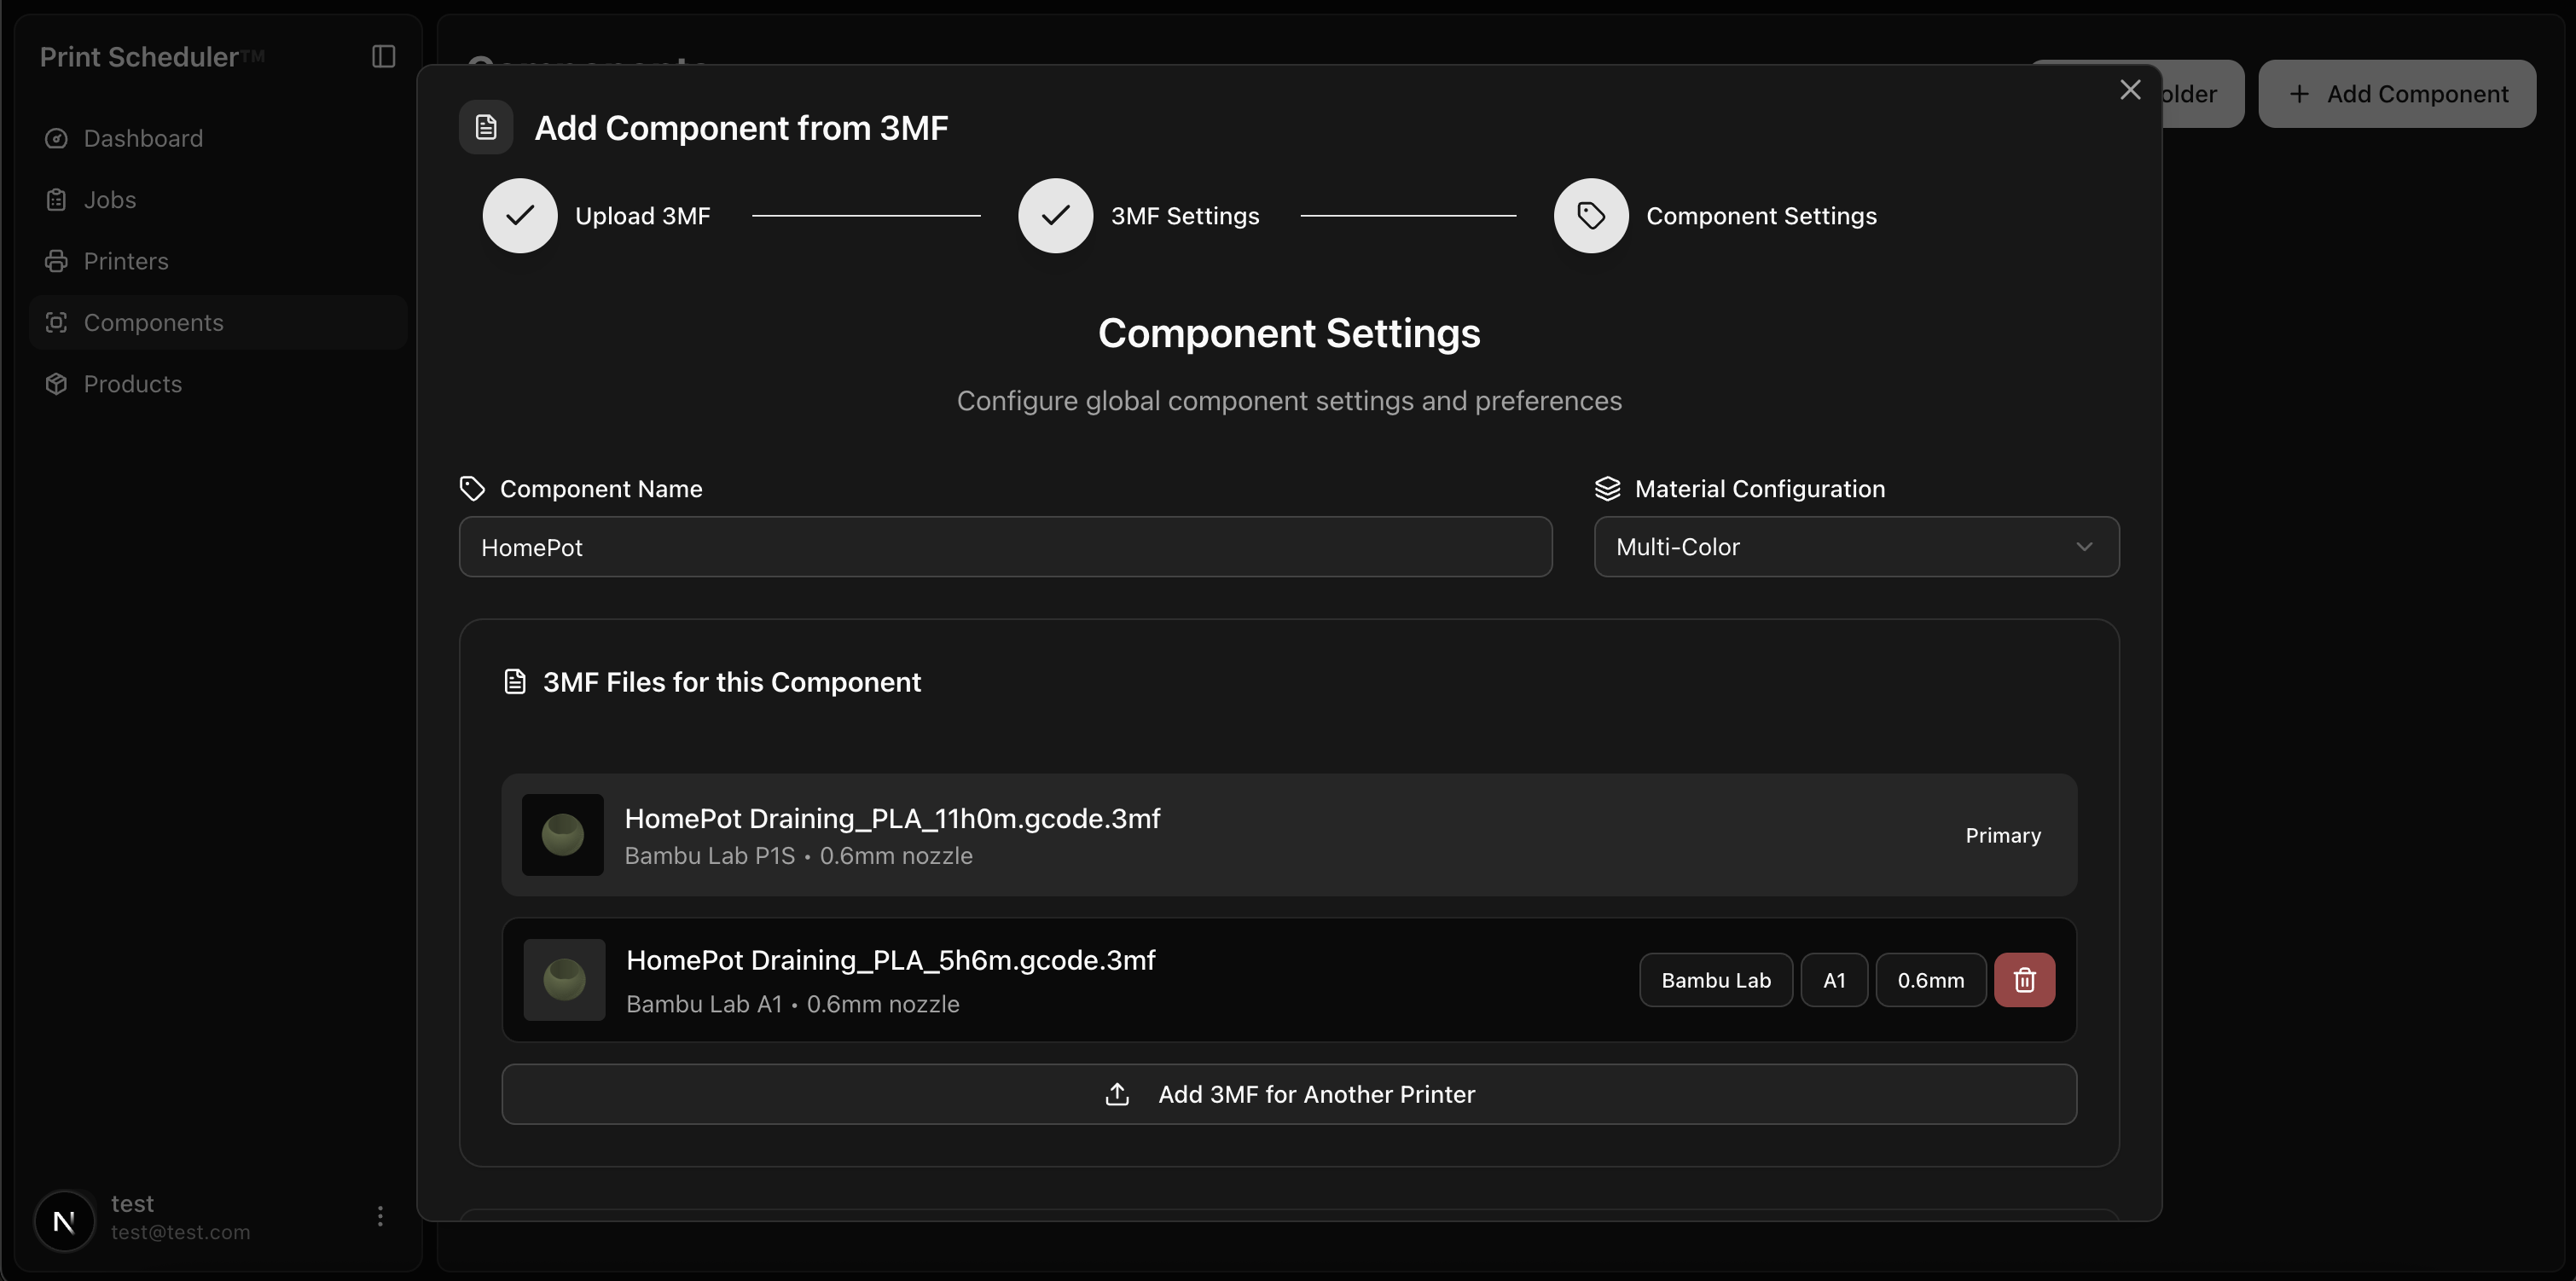 Print Scheduler™
Dashboard
Jobs
Printers
Components
Products
test
test@test.com
older
Add Component
Add Component from 3MF
Upload 3MF
3MF Settings
Component Settings
Component Settings
Configure global component settings and preferences
Component Name
HomePot
Material Configuration
Multi-Color
3MF Files for this Component
HomePot Draining_PLA_11h0m.gcode.3mf
Bambu Lab P1S • 0.6mm nozzle
Primary
HomePot Draining_PLA_5h6m.gcode.3mf
Bambu Lab A1 • 0.6mm nozzle
Bambu Lab
A1
0.6mm
Add 3MF for Another Printer